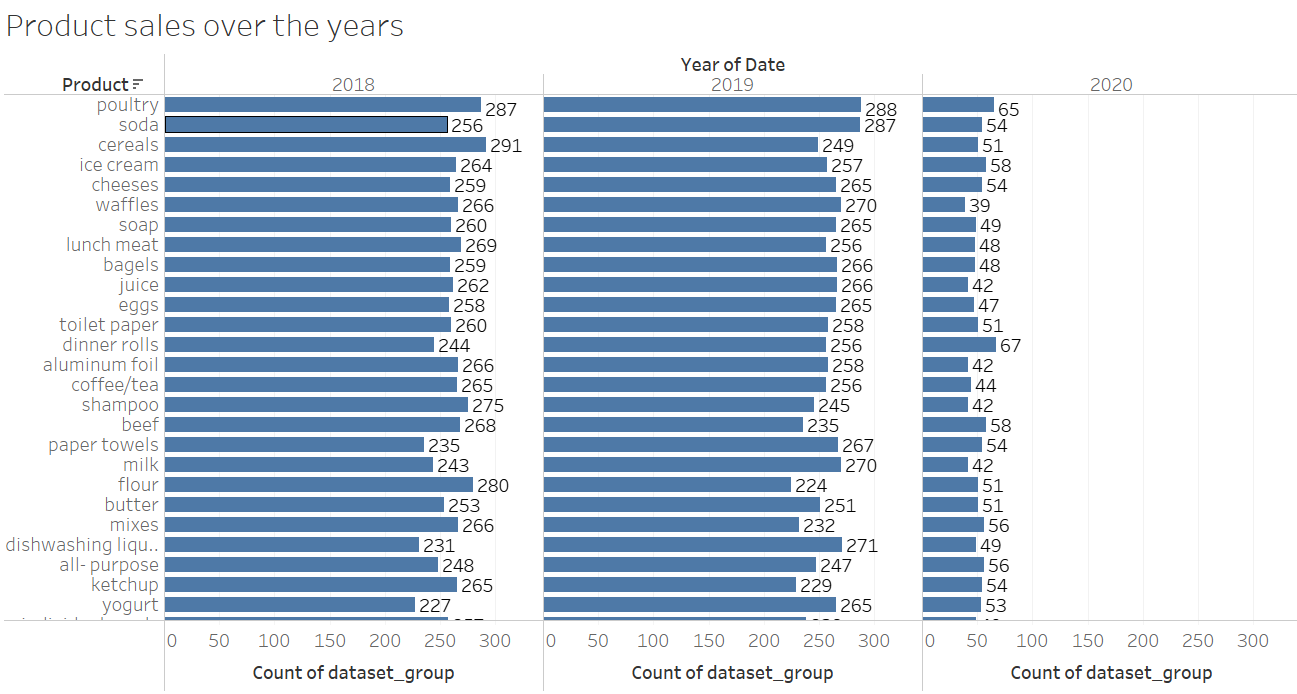 Product sales over the years
Year of Date
Product 2018 2019 2020
poultry 287 288 65
soda 256 287 54
cereals 291 249 51
ice cream 264 257 58
cheeses 259 265 54
waffles 266 270 39
soap 260 265 49
lunch meat 269 256 48
bagels 259 266 48
juice 262 266 42
eggs 258 265 47
toilet paper 260 258 51
dinner rolls 244 256 67
aluminum foil 266 258 42
coffee/tea 265 256 44
shampoo 275 245 42
beef 268 235 58
paper towels 235 267 54
milk 243 270 42
flour 280 224 51
butter 253 251 51
mixes 266 232 56
dishwashing liqu.. 231 271 49
all- purpose 248 247 56
ketchup 265 229 54
yogurt 227 265 53
0 50 100 150 200 250 300 0 50 100 150 200 250 300 0 50 100 150 200 250 300
Count of dataset_group Count of dataset_group Count of dataset_group